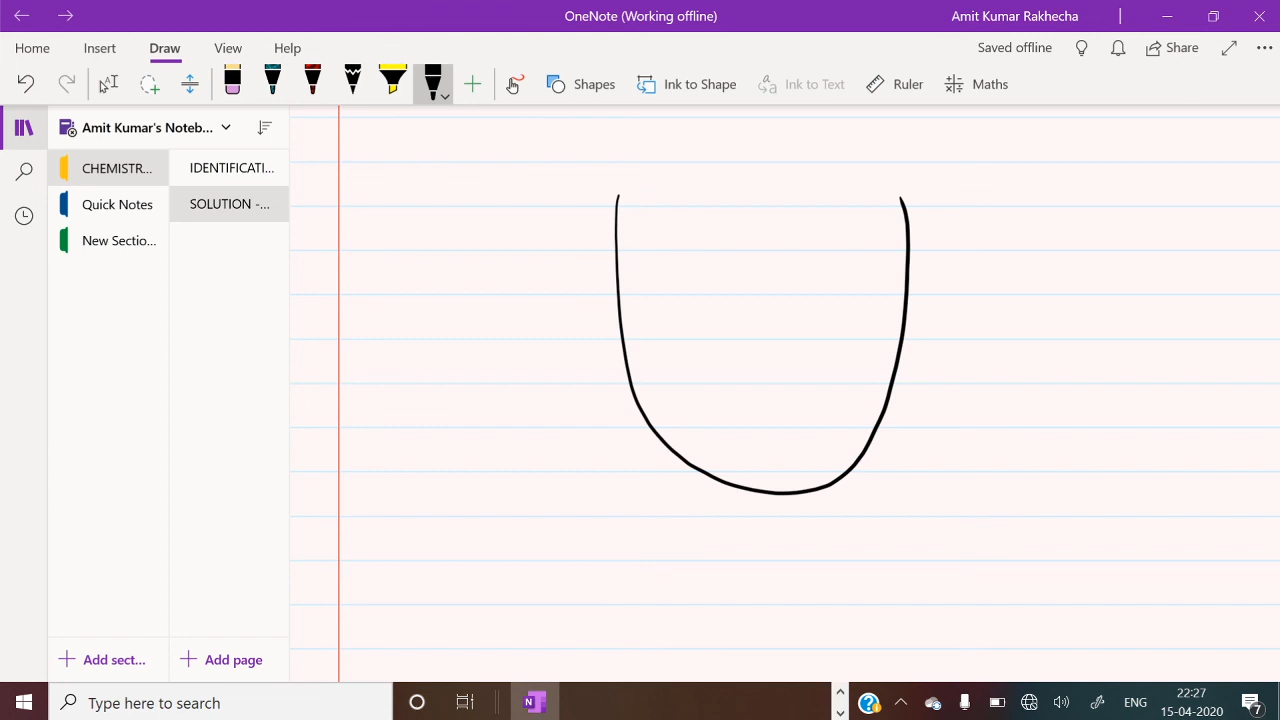 OneNote (Working offline)
Amit Kumar Rakhecha
Home
Insert
Draw
View
Help
Saved offline
Share
Shapes
Ink to Shape
Ink to Text
Ruler
Maths
Amit Kumar's Noteb...
CHEMISTR...
IDENTIFICATI...
Quick Notes
SOLUTION -...
New Sectio...
Add sect...
Add page
Type here to search
N
ENG
22:27
15-04-2020
7